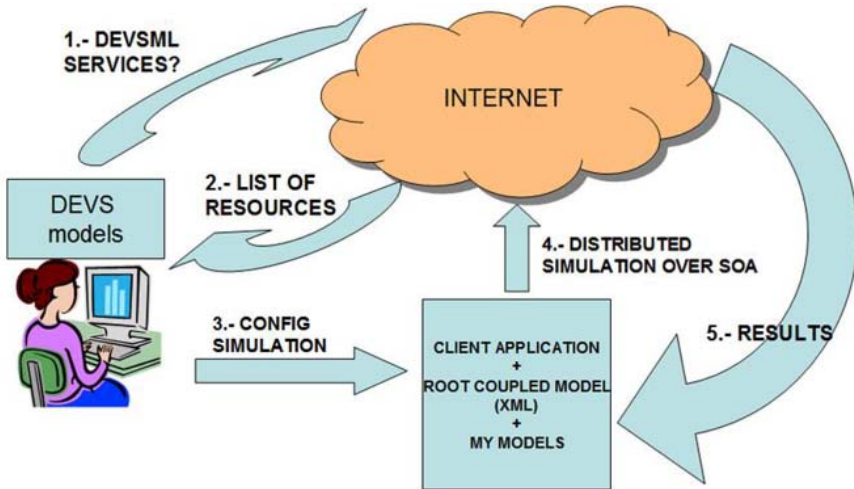 1.- DEVSML
SERVICES?
INTERNET
2.- LIST OF
RESOURCES
DEVS
models
4.- DISTRIBUTED
SIMULATION OVER SOA
3.- CONFIG
SIMULATION
CLIENT APPLICATION
+
ROOT COUPLED MODEL
(XML)
+
MY MODELS
5.- RESULTS